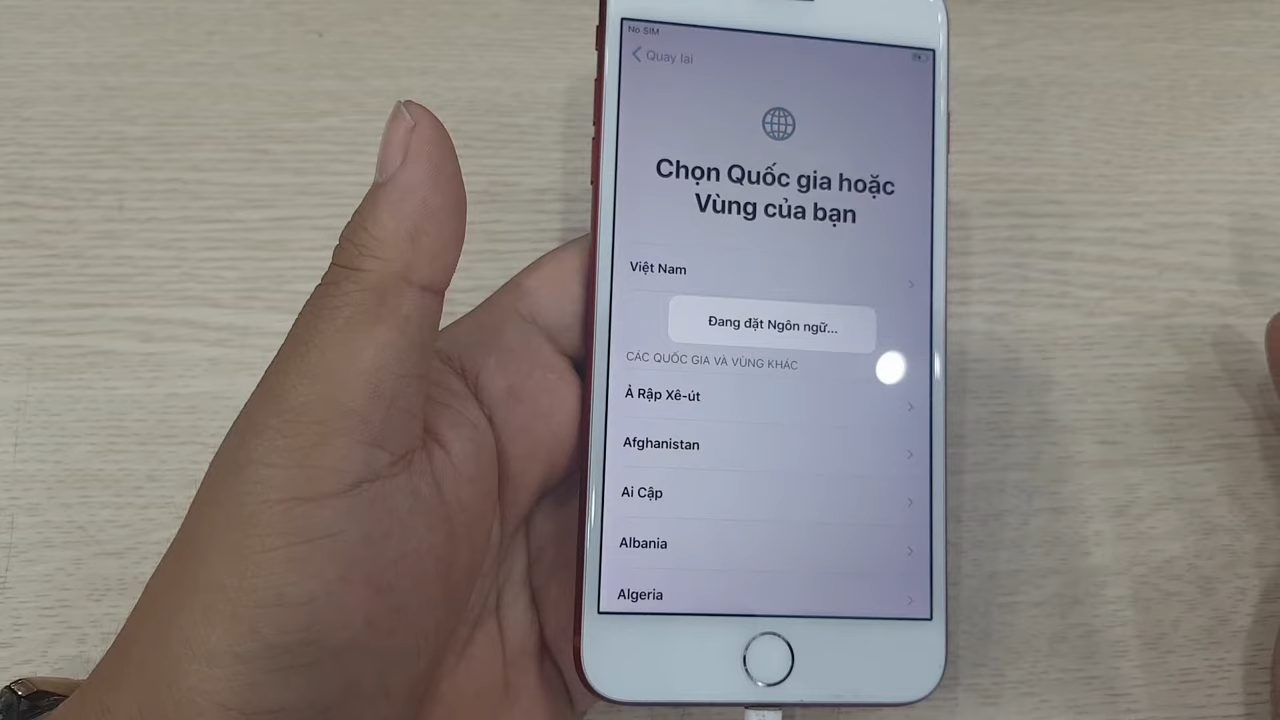 No SIM
Quay lại
Chọn Quốc gia hoặc
Vùng của bạn
Việt Nam
Đang đặt Ngôn ngữ...
CÁC QUỐC GIA VÀ VÙNG KHÁC
Ả Rập Xê-út
Afghanistan
Ai Cập
Albania
Algeria